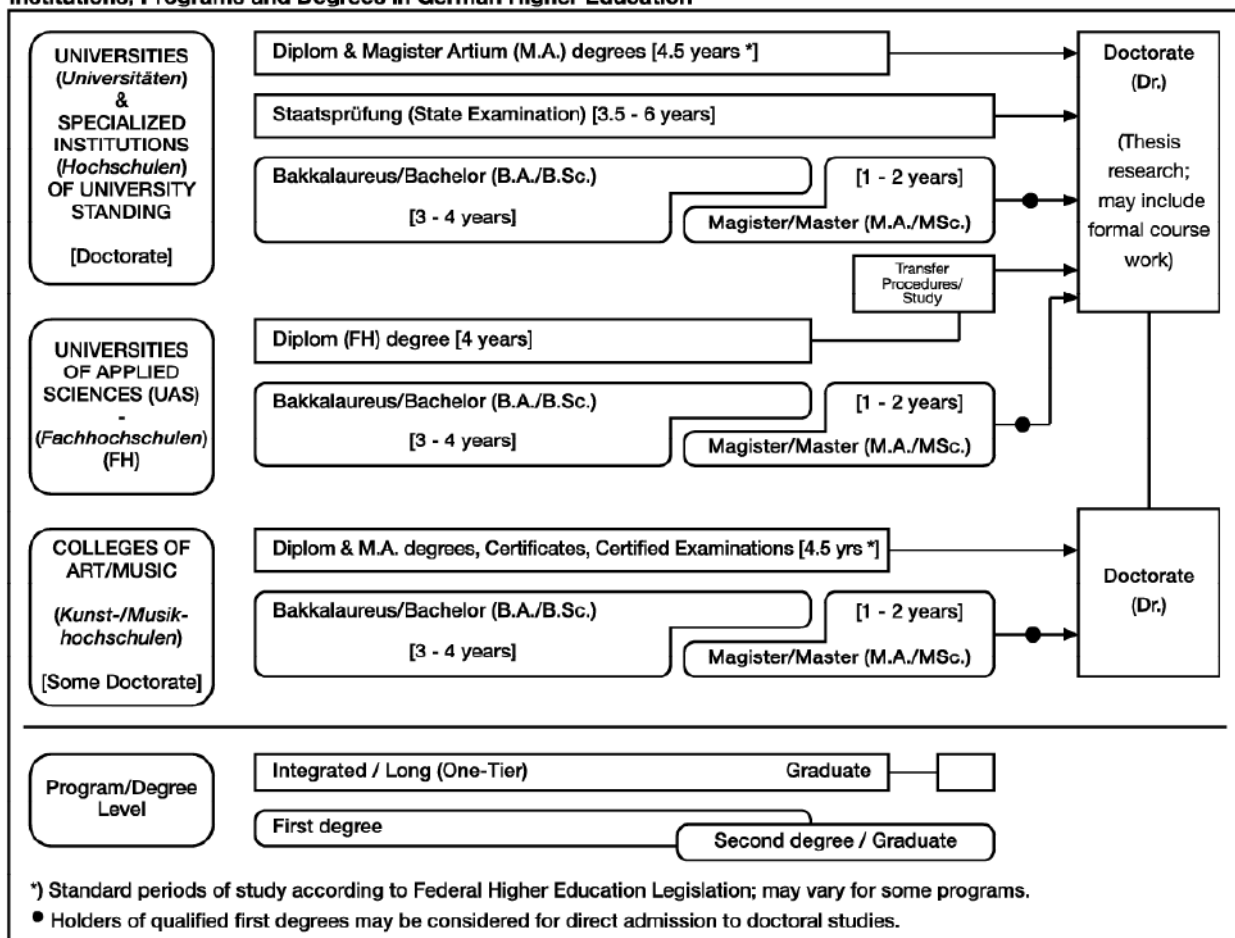 Institutions, Programs and Degrees in German Higher Education
UNIVERSITIES
(Universitäten)
&
SPECIALIZED
INSTITUTIONS
(Hochschulen)
OF UNIVERSITY
STANDING
[Doctorate]
Diplom & Magister Artium (M.A.) degrees [4.5 years *]
Staatsprüfung (State Examination) [3.5 - 6 years]
Bakkalaureus/Bachelor (B.A./B.Sc.)
[3 - 4 years]
[1 - 2 years]
Magister/Master (M.A./MSc.)
Transfer
Procedures/
Study
Doctorate
(Dr.)
(Thesis
research;
may include
formal course
work)
UNIVERSITIES
OF APPLIED
SCIENCES (UAS)
-
(Fachhochschulen)
(FH)
Diplom (FH) degree [4 years]
Bakkalaureus/Bachelor (B.A./B.Sc.)
[3 - 4 years]
[1 - 2 years]
Magister/Master (M.A./MSc.)
COLLEGES OF
ART/MUSIC
(Kunst-/Musik-
hochschulen)
[Some Doctorate]
Diplom & M.A. degrees, Certificates, Certified Examinations [4.5 yrs *]
Bakkalaureus/Bachelor (B.A./B.Sc.)
[3 - 4 years]
[1 - 2 years]
Magister/Master (M.A./MSc.)
Doctorate
(Dr.)
Program/Degree
Level
Integrated / Long (One-Tier) Graduate
First degree
Second degree / Graduate
*) Standard periods of study according to Federal Higher Education Legislation; may vary for some programs.
● Holders of qualified first degrees may be considered for direct admission to doctoral studies.